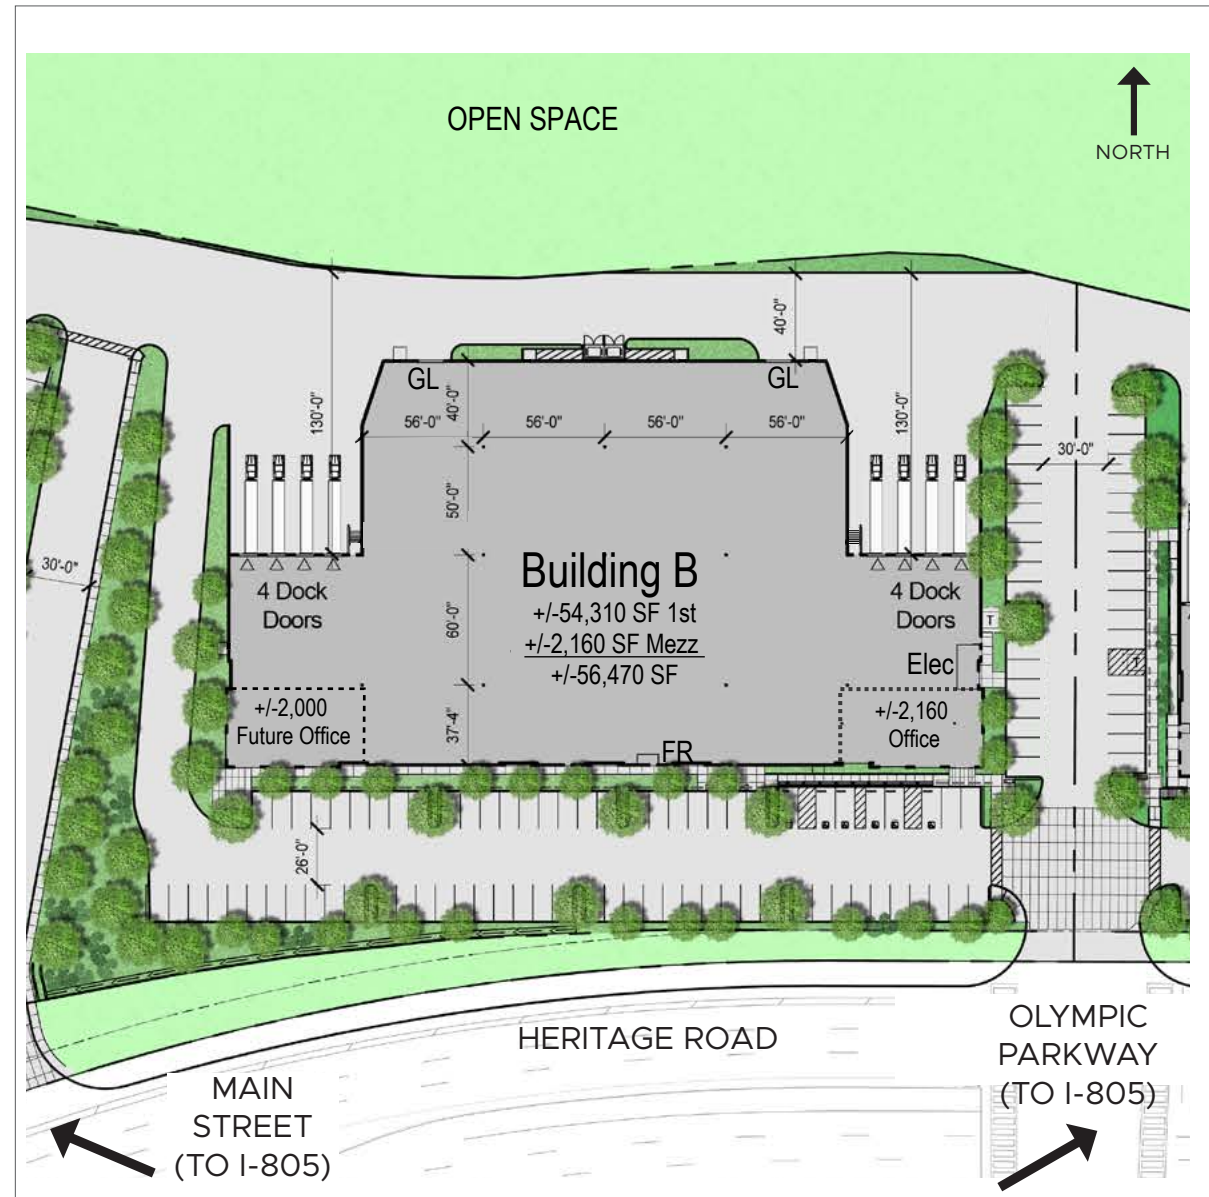 OPEN SPACE
NORTH
40'-0"
GL
GL
40'-0"
130'-0"
56'-0"
56'-0"
56'-0"
56'-0"
130'-0"
30'-0"
50'-0"
30'-0"
Building B
4 Dock
Doors
4 Dock
Doors
+/-54,310 SF 1st
+/-2,160 SF Mezz
+/-56,470 SF
60'-0"
T
T
Elec
+/-2,000
Future Office
37'-4"
+/-2,160
Office
FR
26'-0"
HERITAGE ROAD
OLYMPIC
PARKWAY
(TO I-805)
MAIN
STREET
(TO I-805)